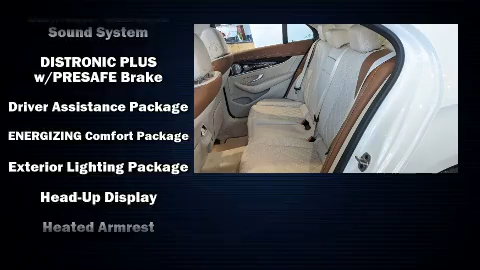 Sound System
DISTRONIC PLUS
w/PRESAFE Brake
Driver Assistance Package
ENERGIZING Comfort Package
Exterior Lighting Package
Head-Up Display
Heated Armrest